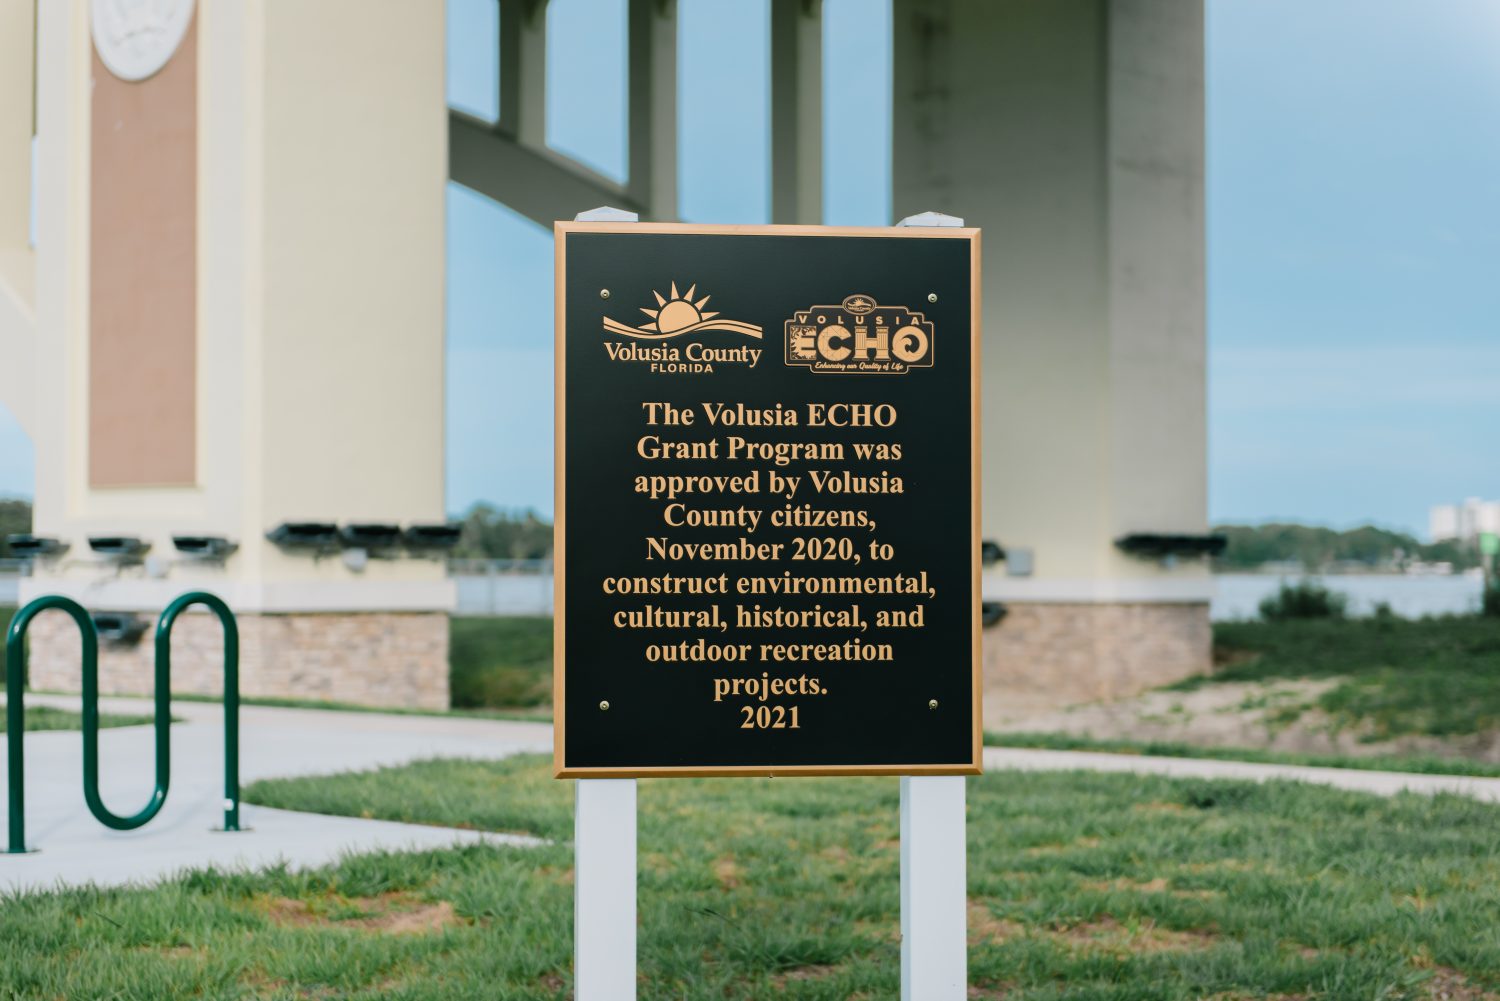 Volusia County
FLORIDA
VOLUSIA
ECHO
Enhancing our Quality of Life
The Volusia ECHO
Grant Program was
approved by Volusia
County citizens,
November 2020, to
construct environmental,
cultural, historical, and
outdoor recreation
projects.
2021